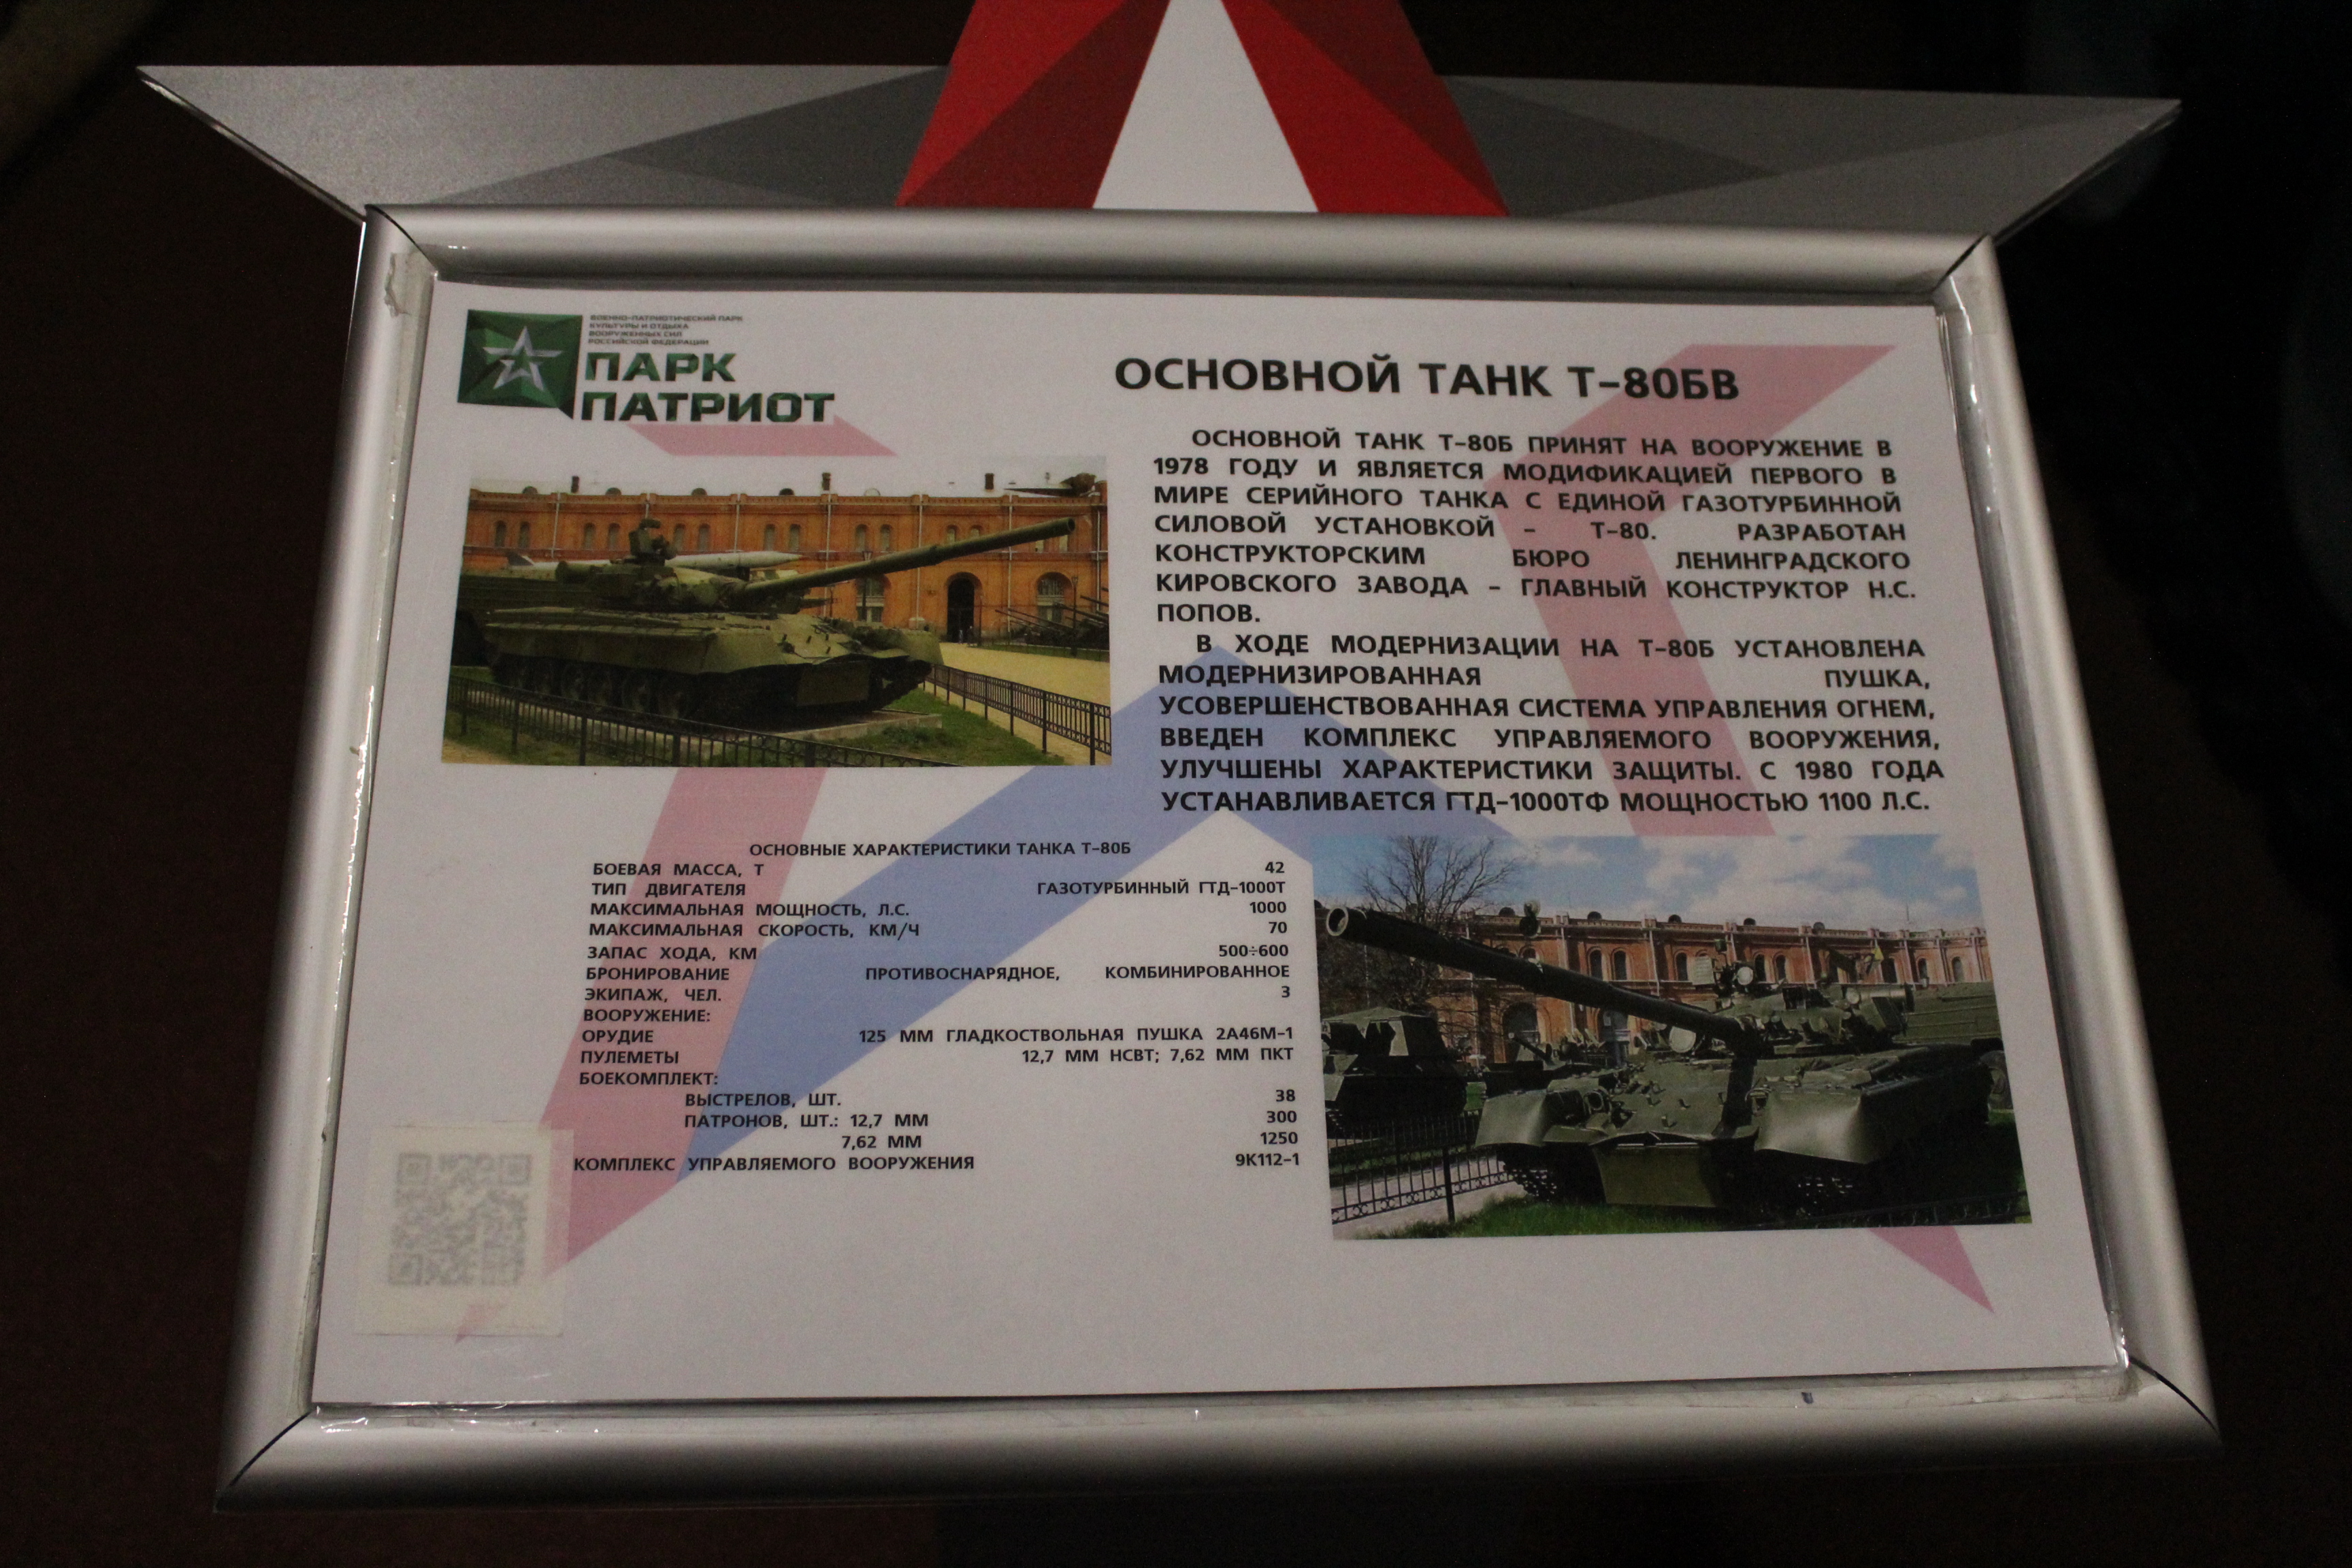 ВОЕННО-ПАТРИОТИЧЕСКИЙ ПАРК
КУЛЬТУРЫ И ОТДЫХА
ВООРУЖЕННЫХ СИЛ
РОССИЙСКОЙ ФЕДЕРАЦИИ
ПАРК
ПАТРИОТ
ОСНОВНОЙ ТАНК Т-80БВ
ОСНОВНОЙ ТАНК Т-80Б ПРИНЯТ НА ВООРУЖЕНИЕ В
1978 ГОДУ И ЯВЛЯЕТСЯ МОДИФИКАЦИЕЙ ПЕРВОГО В
МИРЕ СЕРИЙНОГО ТАНКА С ЕДИНОЙ ГАЗОТУРБИННОЙ
СИЛОВОЙ УСТАНОВКОЙ – Т-80. РАЗРАБОТАН
КОНСТРУКТОРСКИМ БЮРО ЛЕНИНГРАДСКОГО
КИРОВСКОГО ЗАВОДА – ГЛАВНЫЙ КОНСТРУКТОР Н.С.
ПОПОВ.
В ХОДЕ МОДЕРНИЗАЦИИ НА Т-80Б УСТАНОВЛЕНА
МОДЕРНИЗИРОВАННАЯ ПУШКА,
УСОВЕРШЕНСТВОВАННАЯ СИСТЕМА УПРАВЛЕНИЯ ОГНЕМ,
ВВЕДЕН КОМПЛЕКС УПРАВЛЯЕМОГО ВООРУЖЕНИЯ,
УЛУЧШЕНЫ ХАРАКТЕРИСТИКИ ЗАЩИТЫ. С 1980 ГОДА
УСТАНАВЛИВАЕТСЯ ГТД-1000ТФ МОЩНОСТЬЮ 1100 Л.С.
ОСНОВНЫЕ ХАРАКТЕРИСТИКИ ТАНКА Т-80Б
БОЕВАЯ МАССА, Т 42
ТИП ДВИГАТЕЛЯ ГАЗОТУРБИННЫЙ ГТД-1000Т
МАКСИМАЛЬНАЯ МОЩНОСТЬ, Л.С. 1000
МАКСИМАЛЬНАЯ СКОРОСТЬ, КМ/Ч 70
ЗАПАС ХОДА, КМ 500÷600
БРОНИРОВАНИЕ ПРОТИВОСНАРЯДНОЕ, КОМБИНИРОВАННОЕ
ЭКИПАЖ, ЧЕЛ. 3
ВООРУЖЕНИЕ:
ОРУДИЕ 125 ММ ГЛАДКОСТВОЛЬНАЯ ПУШКА 2А46М-1
ПУЛЕМЕТЫ 12,7 ММ НСВТ; 7,62 ММ ПКТ
БОЕКОМПЛЕКТ:
ВЫСТРЕЛОВ, ШТ. 38
ПАТРОНОВ, ШТ.: 12,7 ММ 300
7,62 ММ 1250
КОМПЛЕКС УПРАВЛЯЕМОГО ВООРУЖЕНИЯ 9К112-1